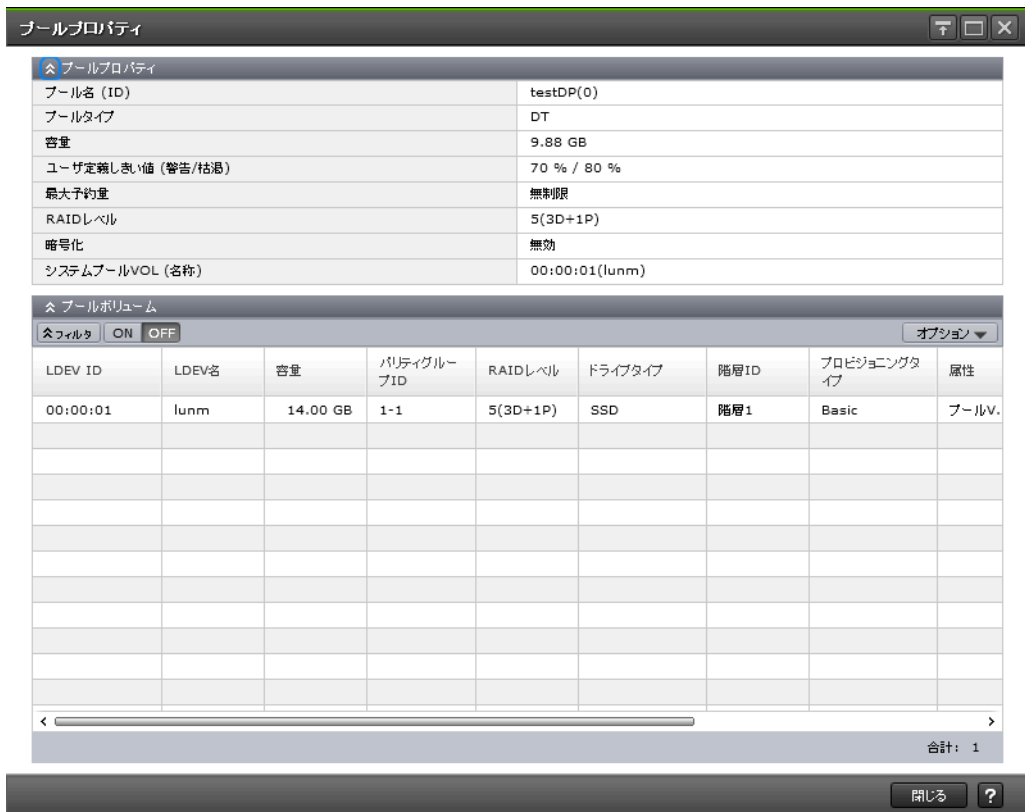 プールプロパティ
プールプロパティ
プール名 (ID) testDP(0)
プールタイプ DT
容量 9.88 GB
ユーザ定義しきい値 (警告/枯渇) 70 % / 80 %
最大予約量 無制限
RAIDレベル 5(3D+1P)
暗号化 無効
システムプールVOL (名称) 00:00:01(lunm)
プールボリューム
フィルタ ON OFF オプション
LDEV ID LDEV名 容量 パリティグループID RAIDレベル ドライブタイプ 階層ID プロビジョニングタイプ 属性
00:00:01 lunm 14.00 GB 1-1 5(3D+1P) SSD 階層1 Basic プールV.
合計: 1
閉じる ?